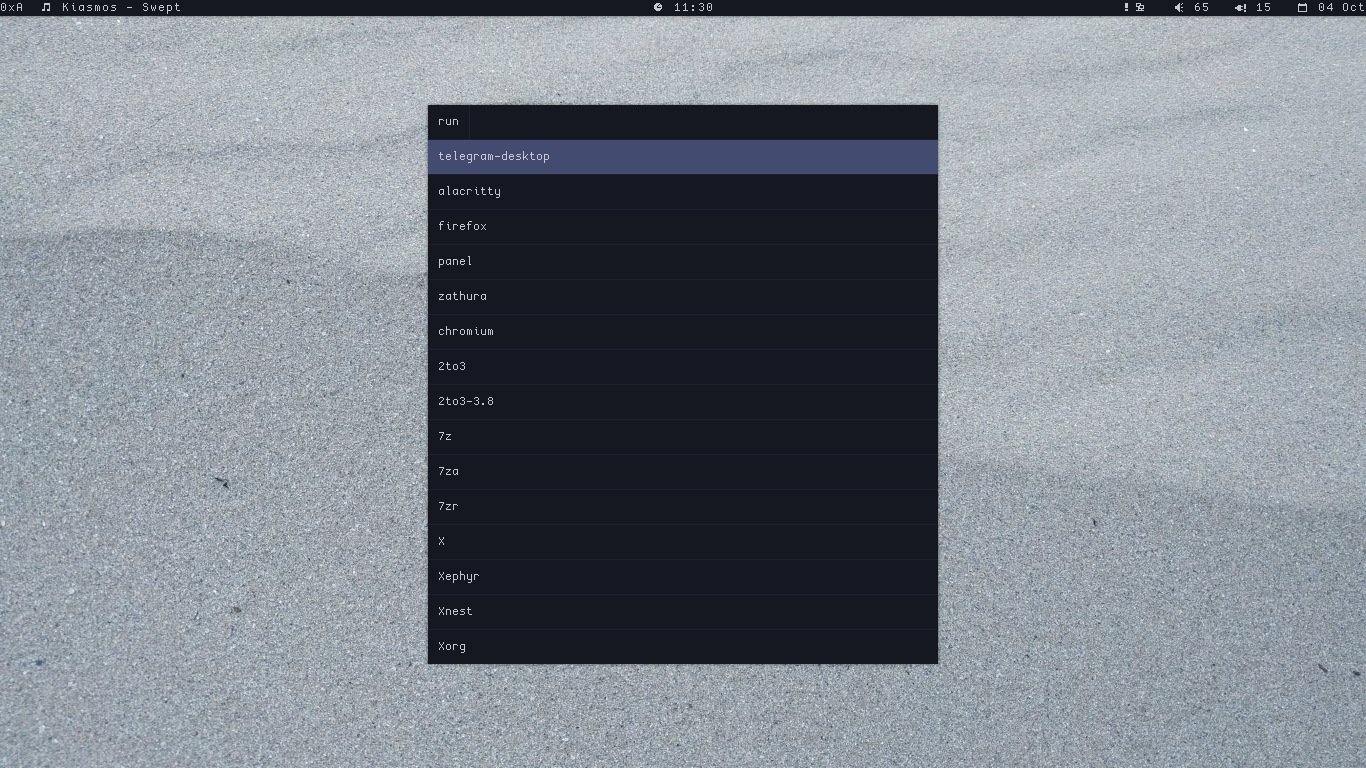 0xA Kiasmos - Swept 11:30 65 15 04 Oct
run
telegram-desktop
alacritty
firefox
panel
zathura
chromium
2to3
2to3-3.8
7z
7za
7zr
X
Xephyr
Xnest
Xorg